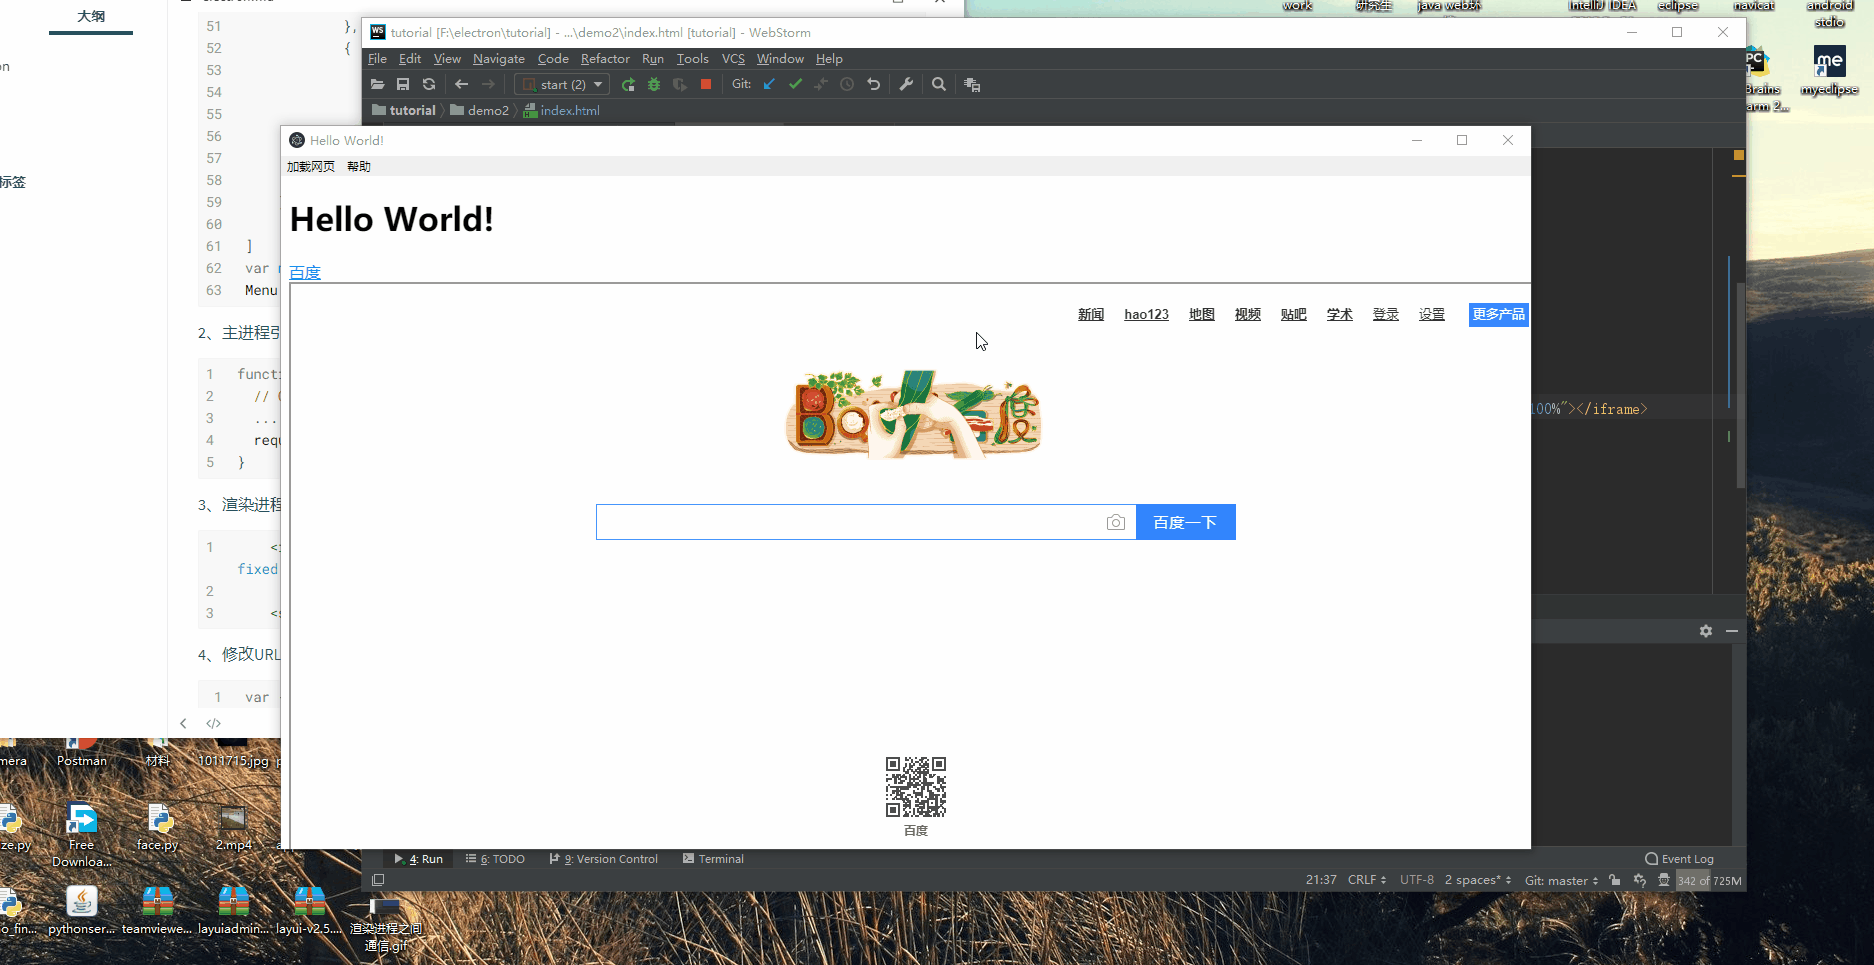 大纲
标签
51 },
52 {
53
54
55
56
57
58
59
60
61 ]
62 var
63 Menu
2、主进程引
1 functi
2 // 
3 ...
4 requ
5 }
3、渲染进程
1 <
fixed
2
3 <
4、修改URL
1 var
tutorial [F:\electron\tutorial] - ...\demo2\index.html [tutorial] - WebStorm
File Edit View Navigate Code Refactor Run Tools VCS Window Help
start (2) Git:
tutorial demo2 index.html
Hello World!
加载网页 帮助
Hello World!
百度
新闻 hao123 地图 视频 贴吧 学术 登录 设置 更多产品
百度一下
百度
100%"></iframe>
4: Run 6: TODO 9: Version Control Terminal Event Log
21:37 CRLF UTF-8 2 spaces* Git: master 342 of 725M
work 研究生 java web环 IntelliJ IDEA eclipse navicat android
stdio
PC me
Brains myeclipse
arm 2...
mera Postman 材料 1011715.jpg p
ze.py Free face.py 2.mp4
Downloa...
o_fin... pythonser... teamviewe... layuiadmin... layui-v2.5.... 渲染进程之间
通信.gif